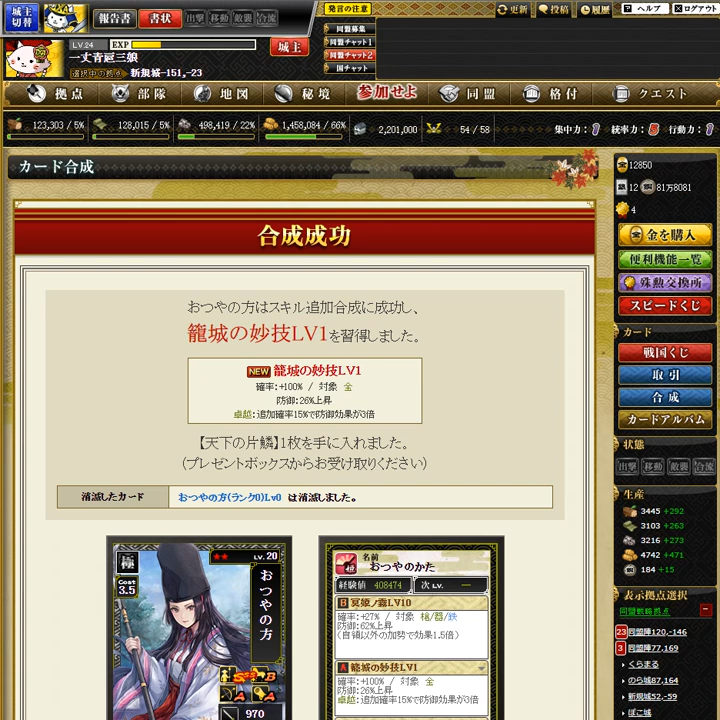 城主切替
報告書 書状 出撃 移動 敵襲 合流
発言の注意
更新 投稿 履歴
ヘルプ
ログアウト
LV.24 EXP
城主
選択中の拠点 新規城-151,-23
同盟募集
同盟チャット1
同盟チャット2
国チャット
拠点 部隊 地図 秘境 参加せよ 同盟 格付 クエスト
123,303 / 5% 128,015 / 5% 498,419 / 22% 1,458,084 / 66% 2,201,000 54 / 58
集中力: 統率力: 行動力:
カード合成
合成成功
おつやの方はスキル追加合成に成功し、
籠城の妙技LV1を習得しました。
NEW 籠城の妙技LV1
確率:+100% / 対象 全
防御:26%上昇
卓越:追加確率15%で防御効果が3倍
【天下の片鱗】1枚を手に入れました。
(プレゼントボックスからお受け取りください)
消滅したカード
おつやの方(ランク0)Lv0 は消滅しました。
極
Cost
3.5
★★ LV.20
おつやの方
970
名前
おつやのかた
経験値 408474 次LV. ―
B 冥姫ノ霧LV10
確率:+27% / 対象 槍/器/鉄
防御:62%上昇
(自領以外の加勢で効果1.5倍)
A 籠城の妙技LV1
確率:+100% / 対象 全
防御:26%上昇
卓越:追加確率15%で防御効果が3倍
12850
12 81万8081
4
金を購入
便利機能一覧
殊勲交換所
スピードくじ
カード
戦国くじ
取引
合成
カードアルバム
状態
出撃 移動 敵襲 合流
生産
3445 +292
3103 +263
3216 +273
4742 +471
184 +15
表示拠点選択
同盟戦略拠点
23 同盟陣120,-146
3 同盟陣77,169
くらまる
のら城87,164
新規城52,-59
ぽこ城